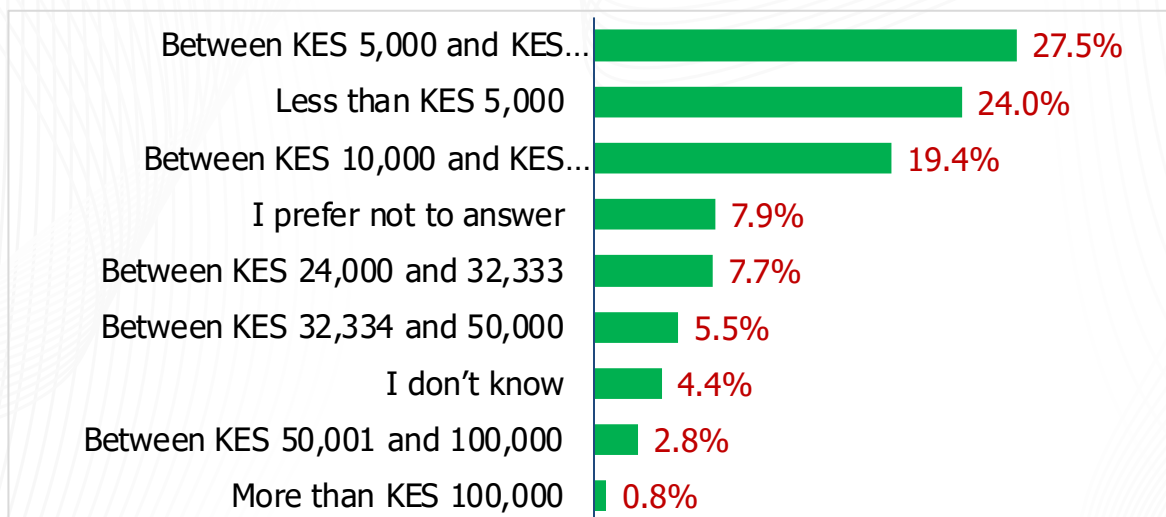 Between KES 5,000 and KES... 27.5%
Less than KES 5,000 24.0%
Between KES 10,000 and KES... 19.4%
I prefer not to answer 7.9%
Between KES 24,000 and 32,333 7.7%
Between KES 32,334 and 50,000 5.5%
I don’t know 4.4%
Between KES 50,001 and 100,000 2.8%
More than KES 100,000 0.8%